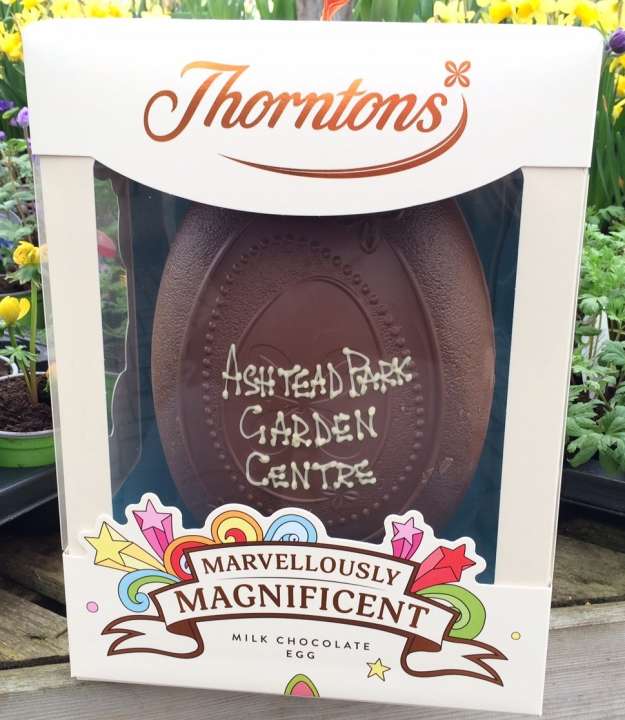 Thorntons
ASHTEAD PARK
GARDEN
CENTRE
MARVELLOUSLY
MAGNIFICENT
MILK CHOCOLATE
EGG